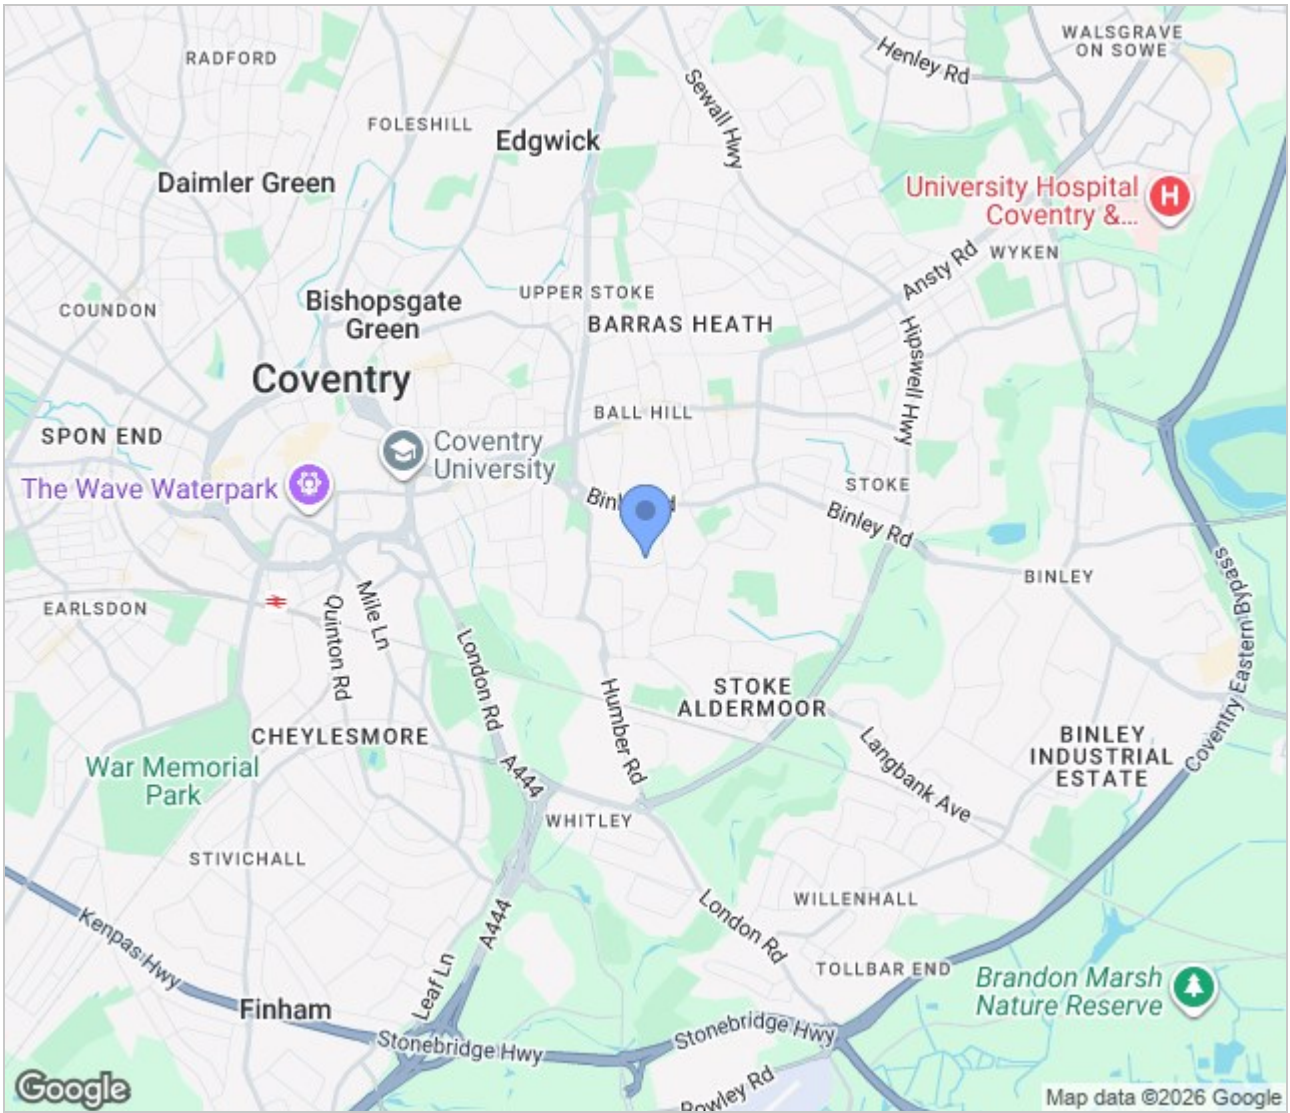 WALSGRAVE
ON SOWE
RADFORD
Henley Rd
Sewall Hwy
FOLESHILL
Edgwick
Daimler Green
University Hospital
Coventry &...
H
WYKEN
Ansty Rd
COUNDON
Bishopsgate
Green
UPPER STOKE
BARRAS HEATH
Hipswell Hwy
Coventry
BALL HILL
SPON END
Coventry
University
The Wave Waterpark
STOKE
Binley Rd
BINLEY
Coventry Eastern Bypass
EARLSDON
Mile Ln
Quinton Rd
London Rd
STOKE
ALDERMOOR
Humber Rd
CHEYLESMORE
War Memorial
Park
A444
Langbank Ave
BINLEY
INDUSTRIAL
ESTATE
WHITLEY
STIVICHALL
WILLENHALL
London Rd
A444
Kenpas Hwy
Leaf Ln
TOLLBAR END
Brandon Marsh
Nature Reserve
Finham
Stonebridge Hwy
Stonebridge Hwy
Rowley Rd
Google
Map data ©2026 Google